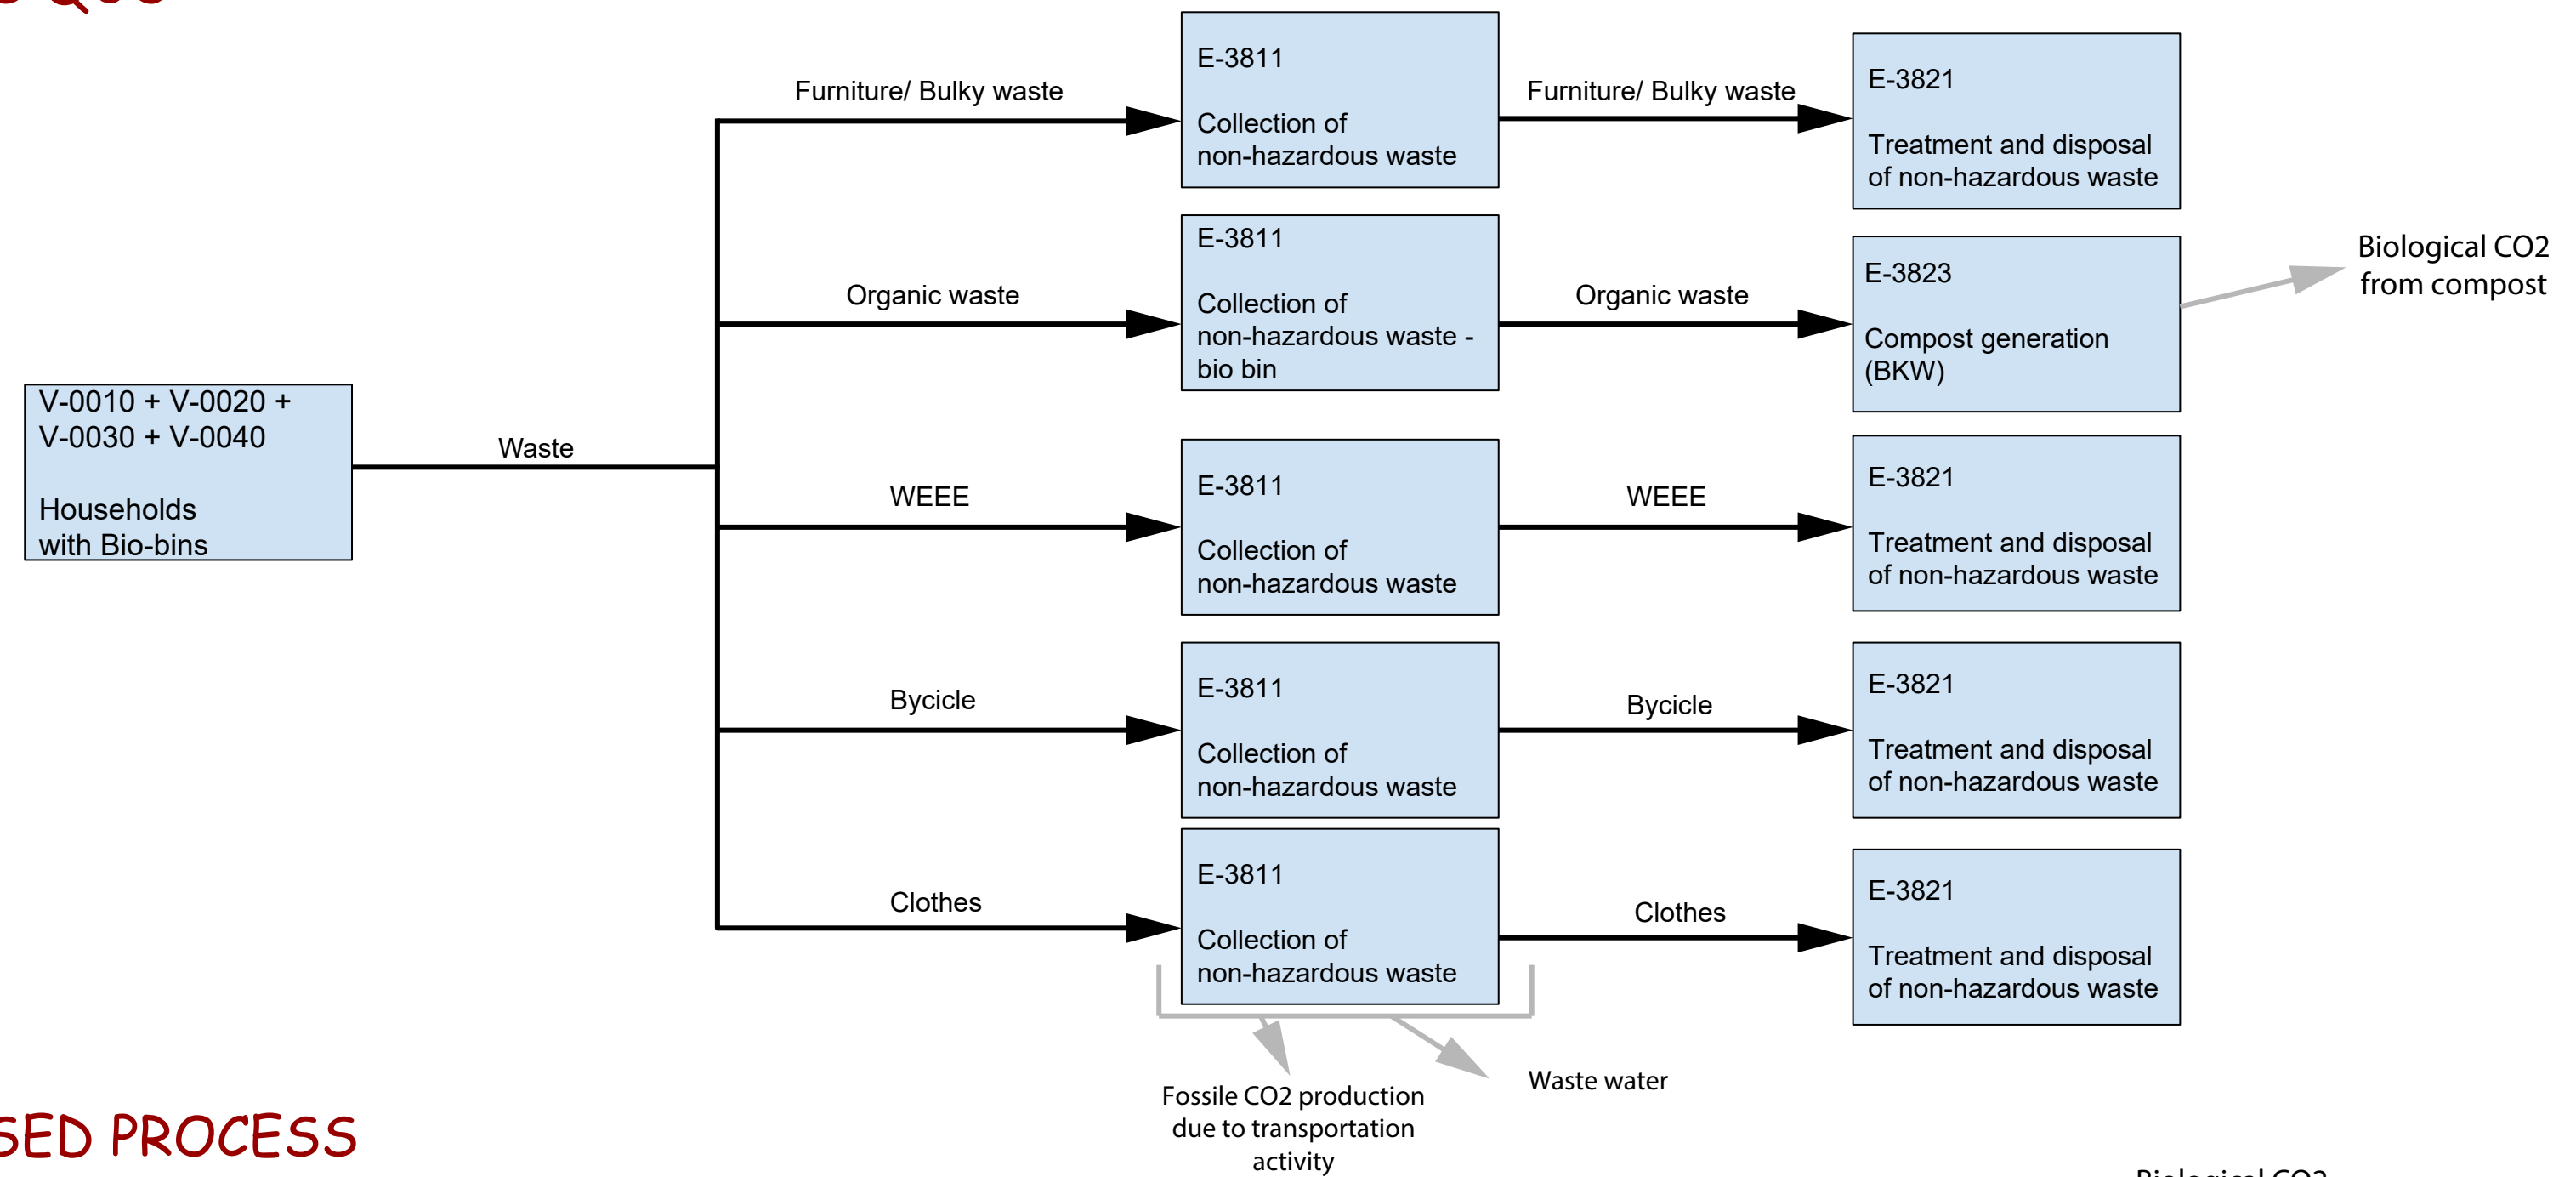 QUO
Furniture/ Bulky waste
E-3811
Collection of
non-hazardous waste
Furniture/ Bulky waste
E-3821
Treatment and disposal
of non-hazardous waste
Organic waste
E-3811
Collection of
non-hazardous waste -
bio bin
Organic waste
E-3823
Compost generation
(BKW)
Biological CO2
from compost
V-0010 + V-0020 +
V-0030 + V-0040
Households
with Bio-bins
Waste
WEEE
E-3811
Collection of
non-hazardous waste
WEEE
E-3821
Treatment and disposal
of non-hazardous waste
Bycicle
E-3811
Collection of
non-hazardous waste
Bycicle
E-3821
Treatment and disposal
of non-hazardous waste
Clothes
E-3811
Collection of
non-hazardous waste
Clothes
E-3821
Treatment and disposal
of non-hazardous waste
Fossile CO2 production
due to transportation
activity
Waste water
SED PROCESS
Biological CO2